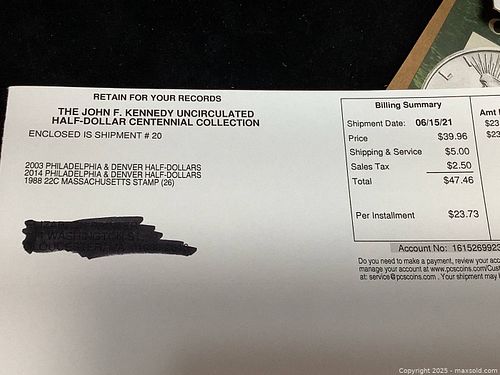 RETAIN FOR YOUR RECORDS
THE JOHN F. KENNEDY UNCIRCULATED
HALF-DOLLAR CENTENNIAL COLLECTION
ENCLOSED IS SHIPMENT # 20
2003 PHILADELPHIA & DENVER HALF-DOLLARS
2014 PHILADELPHIA & DENVER HALF-DOLLARS
1988 22C MASSACHUSETTS STAMP (26)
Billing Summary
Shipment Date: 06/15/21
Price $39.96
Shipping & Service $5.00
Sales Tax $2.50
Total $47.46
Per Installment $23.73
Amt
$23
$23
Account No: 161526992
Do you need to make a payment, review your acc
manage your account at www.pcscoins.com/Cust
at: service@pcscoins.com . Your shipment may
L
Copyright © 2025 - maxsold.com